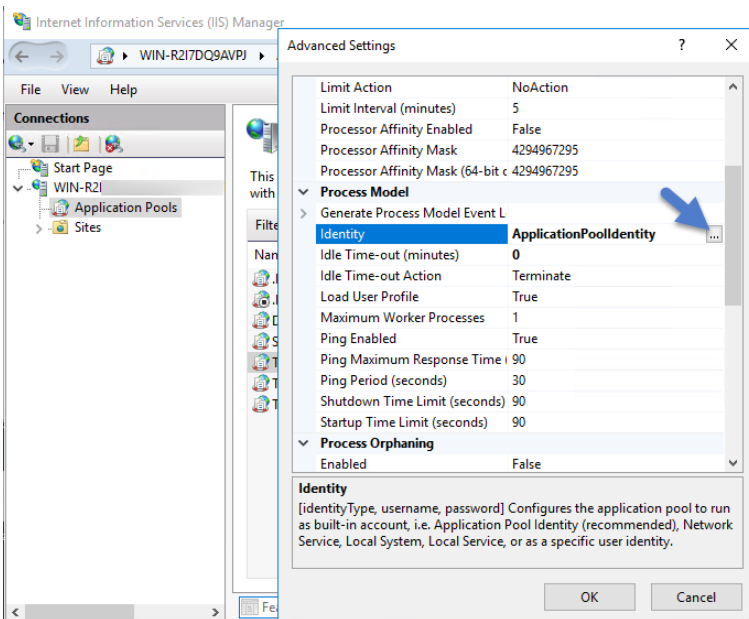 Internet Information Services (IIS) Manager
WIN-R2I7DQ9AVPJ
File View Help
Connections
Start Page
WIN-R2I
Application Pools
Sites
This
with
Filte
Nan
Fea
Advanced Settings
? ×
Limit Action NoAction
Limit Interval (minutes) 5
Processor Affinity Enabled False
Processor Affinity Mask 4294967295
Processor Affinity Mask (64-bit c 4294967295
Process Model
Generate Process Model Event L
Identity ApplicationPoolIdentity ...
Idle Time-out (minutes) 0
Idle Time-out Action Terminate
Load User Profile True
Maximum Worker Processes 1
Ping Enabled True
Ping Maximum Response Time ( 90
Ping Period (seconds) 30
Shutdown Time Limit (seconds) 90
Startup Time Limit (seconds) 90
Process Orphaning
Enabled False
Identity
[identityType, username, password] Configures the application pool to run
as built-in account, i.e. Application Pool Identity (recommended), Network
Service, Local System, Local Service, or as a specific user identity.
OK Cancel